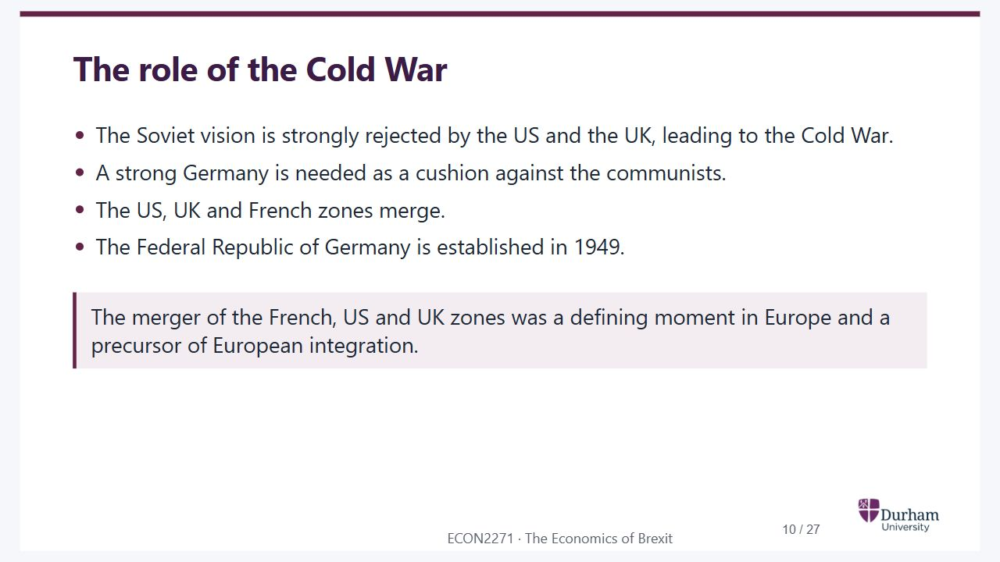 The role of the Cold War
• The Soviet vision is strongly rejected by the US and the UK, leading to the Cold War.
• A strong Germany is needed as a cushion against the communists.
• The US, UK and French zones merge.
• The Federal Republic of Germany is established in 1949.
The merger of the French, US and UK zones was a defining moment in Europe and a
precursor of European integration.
ECON2271 · The Economics of Brexit
10 / 27
Durham
University